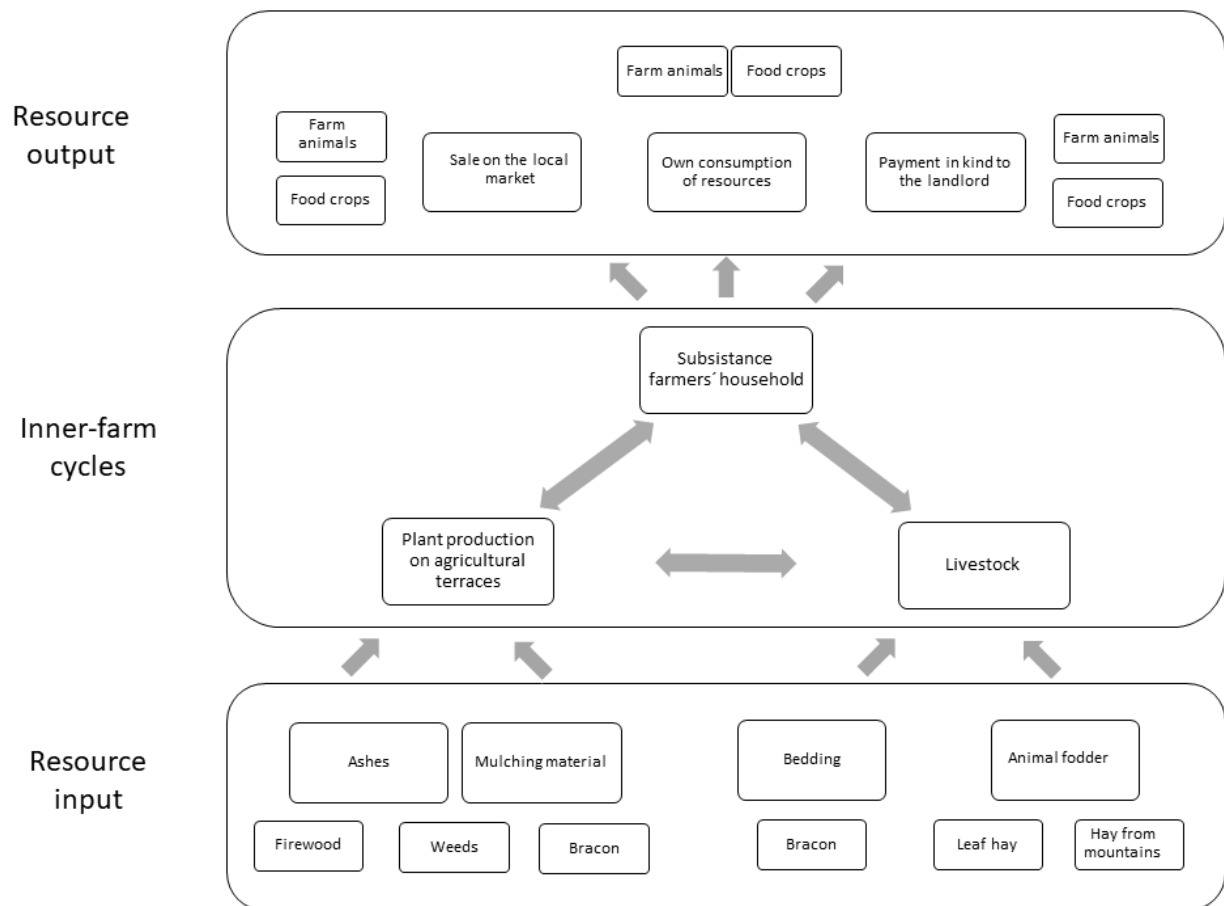 Resource
output
Farm animals
Food crops
Farm
animals
Food crops
Sale on the local
market
Own consumption
of resources
Payment in kind to
the landlord
Farm animals
Food crops
Inner-farm
cycles
Subsistance
farmers´ household
Plant production
on agricultural
terraces
Livestock
Resource
input
Ashes
Mulching material
Bedding
Animal fodder
Firewood
Weeds
Bracon
Bracon
Leaf hay
Hay from
mountains